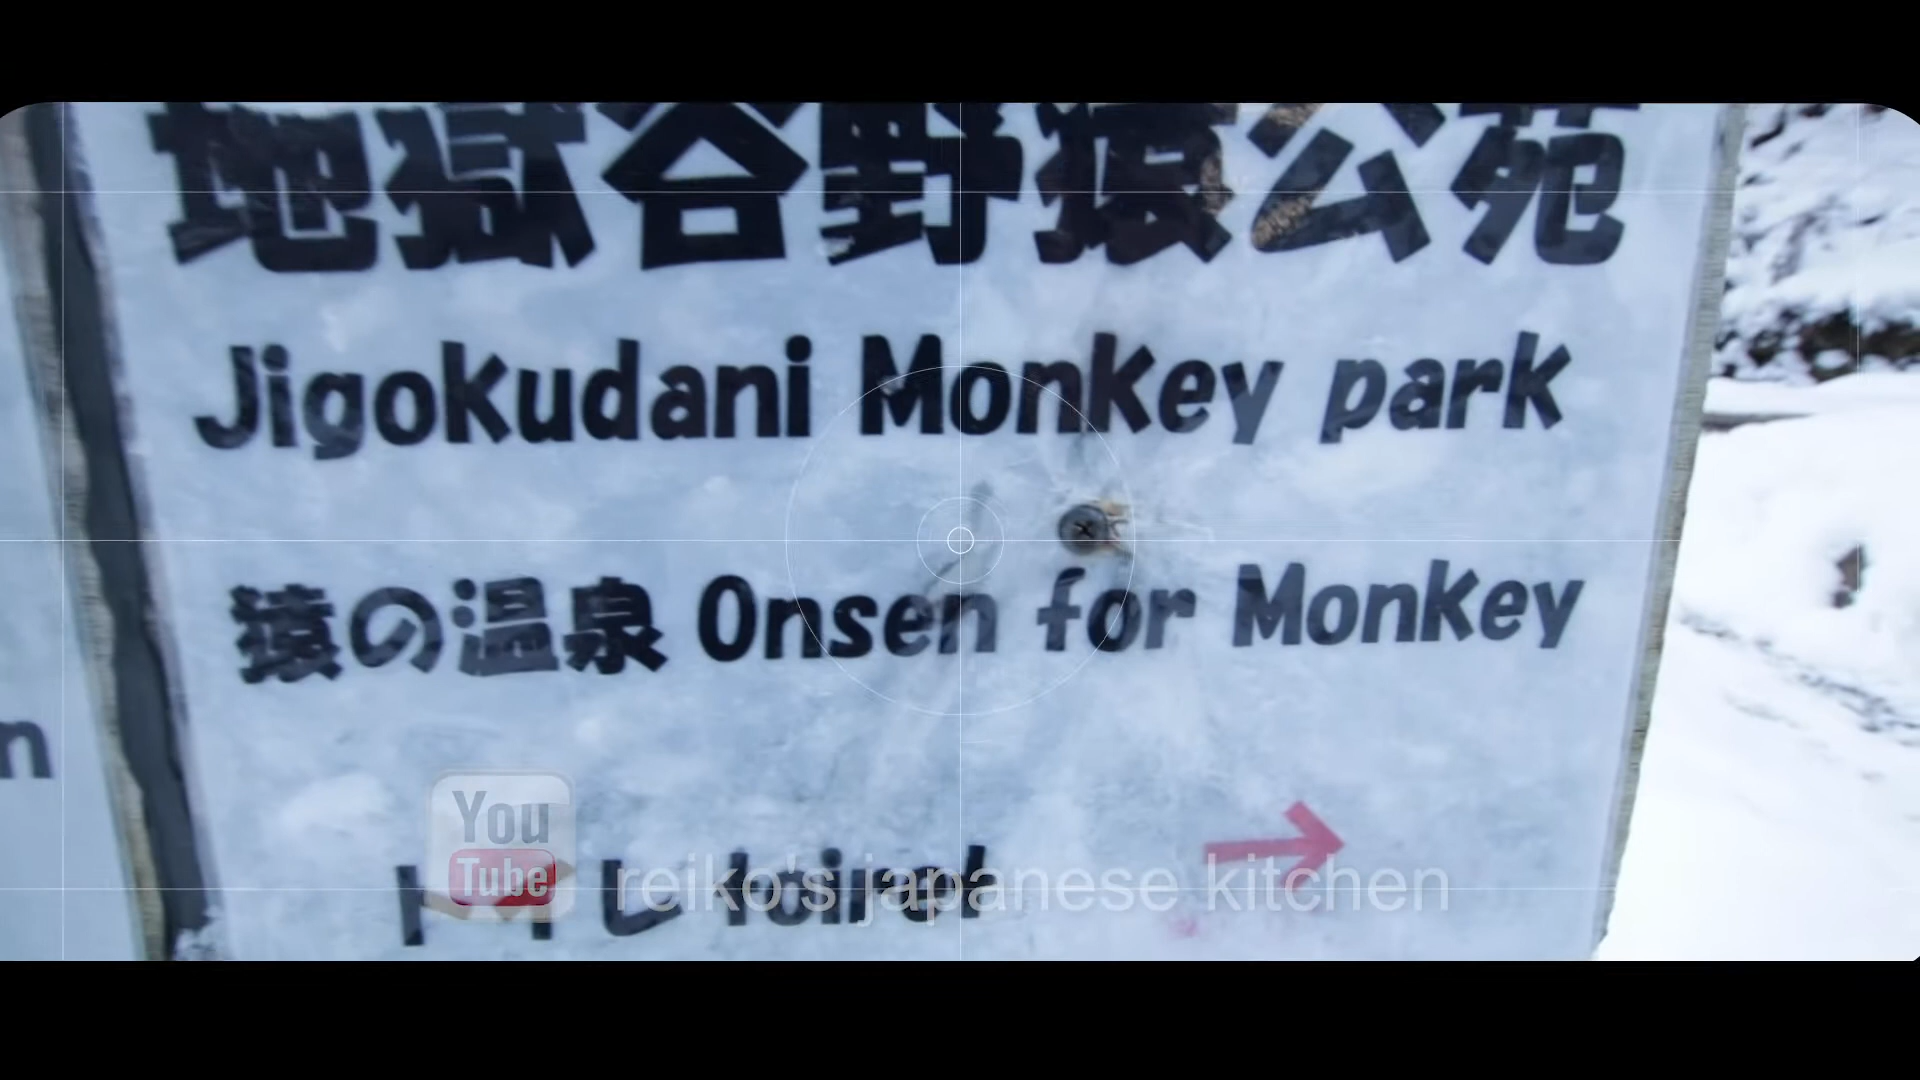 地獄谷野猿公苑
Jigokudani Monkey park
猿の温泉 Onsen for Monkey
n
You
Tube
reiko's japanese kitchen
トイレ toiret